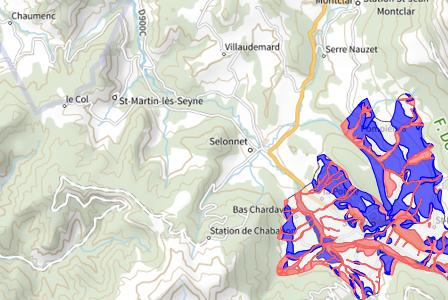 Montclar
Station St-Jean
Montclar
Chaumenc
D900C
Villaudemard
Serre Nauzet
le Col
St-Martin-lès-Seyne
Selonnet
Bas Chardav
Station de Chaba